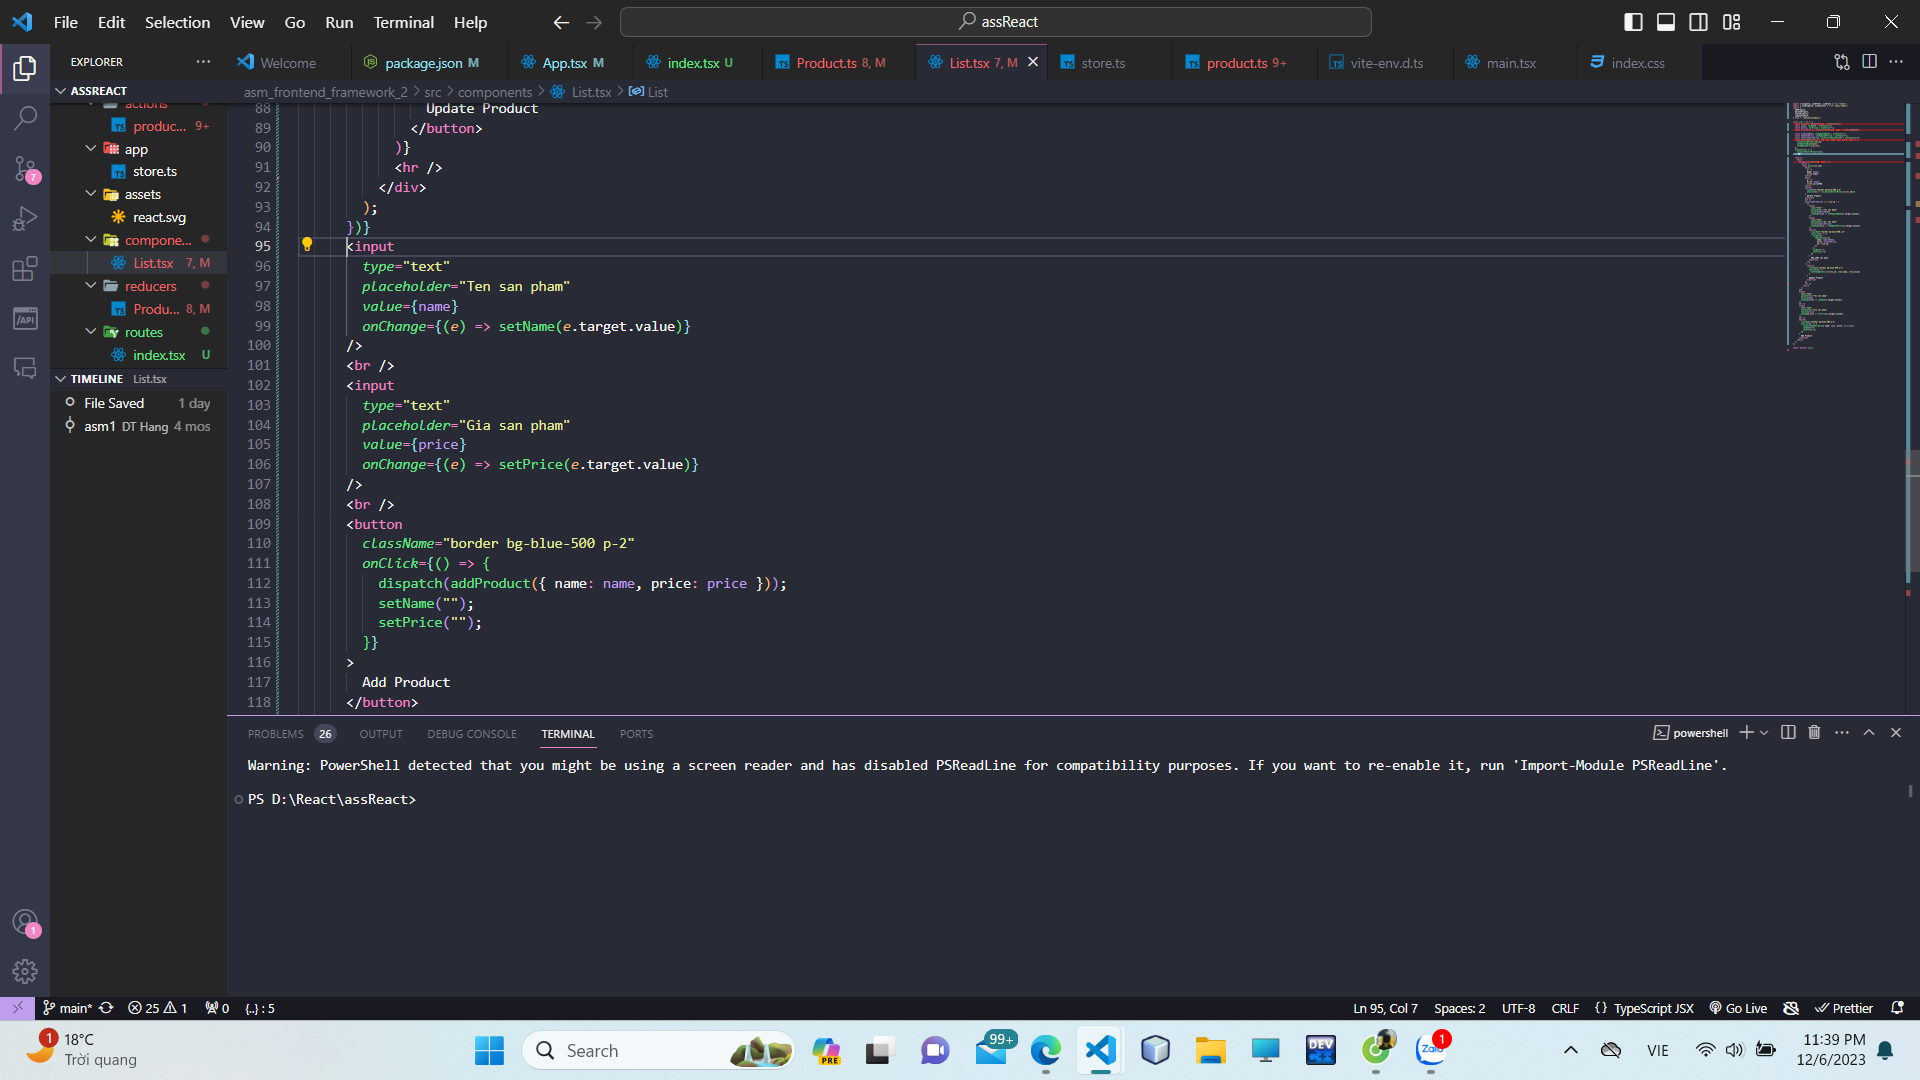 File Edit Selection View Go Run Terminal Help
assReact
EXPLORER
Welcome
package.json M
App.tsx M
index.tsx U
Product.ts 8, M
List.tsx 7, M
store.ts
product.ts 9+
vite-env.d.ts
main.tsx
index.css
ASSREACT
actions
produc... 9+
app
store.ts
assets
react.svg
compone...
List.tsx 7, M
reducers
Produ... 8, M
routes
index.tsx U
TIMELINE List.tsx
File Saved 1 day
asm1 DT Hang 4 mos
7
1
asm_frontend_framework_2 > src > components > List.tsx > List
88 Update Product
89 </button>
90 )}
91 <hr />
92 </div>
93 );
94 })}
95 <input
96 type="text"
97 placeholder="Ten san pham"
98 value={name}
99 onChange={(e) => setName(e.target.value)}
100 />
101 <br />
102 <input
103 type="text"
104 placeholder="Gia san pham"
105 value={price}
106 onChange={(e) => setPrice(e.target.value)}
107 />
108 <br />
109 <button
110 className="border bg-blue-500 p-2"
111 onClick={() => {
112 dispatch(addProduct({ name: name, price: price }));
113 setName("");
114 setPrice("");
115 }}
116 >
117 Add Product
118 </button>
PROBLEMS 26 OUTPUT DEBUG CONSOLE TERMINAL PORTS
powershell
Warning: PowerShell detected that you might be using a screen reader and has disabled PSReadLine for compatibility purposes. If you want to re-enable it, run 'Import-Module PSReadLine'.
PS D:\React\assReact>
main* 25 1 0 {..} : 5
Ln 95, Col 7 Spaces: 2 UTF-8 CRLF {} TypeScript JSX Go Live Prettier
1
18°C
Trời quang
Search
PRE
99+
DEV C++
Zalo
1
VIE
11:39 PM
12/6/2023